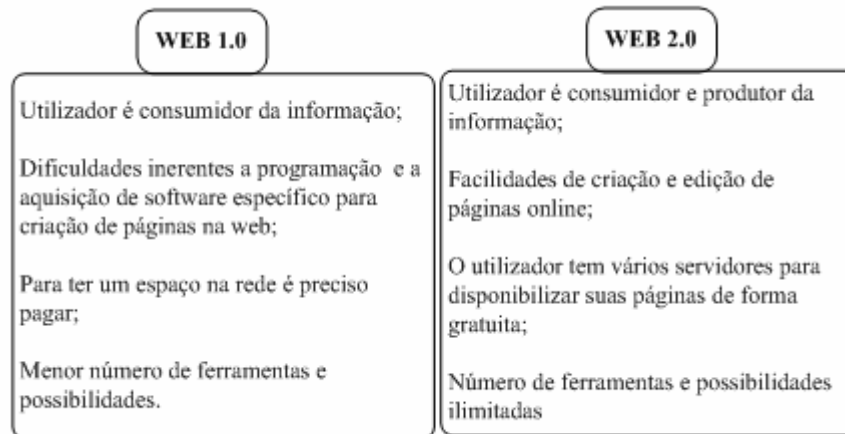 WEB 1.0
Utilizador é consumidor da informação;
Dificuldades inerentes a programação e a
aquisição de software específico para
criação de páginas na web;
Para ter um espaço na rede é preciso
pagar;
Menor número de ferramentas e
possibilidades.
WEB 2.0
Utilizador é consumidor e produtor da
informação;
Facilidades de criação e edição de
páginas online;
O utilizador tem vários servidores para
disponibilizar suas páginas de forma
gratuita;
Número de ferramentas e possibilidades
ilimitadas